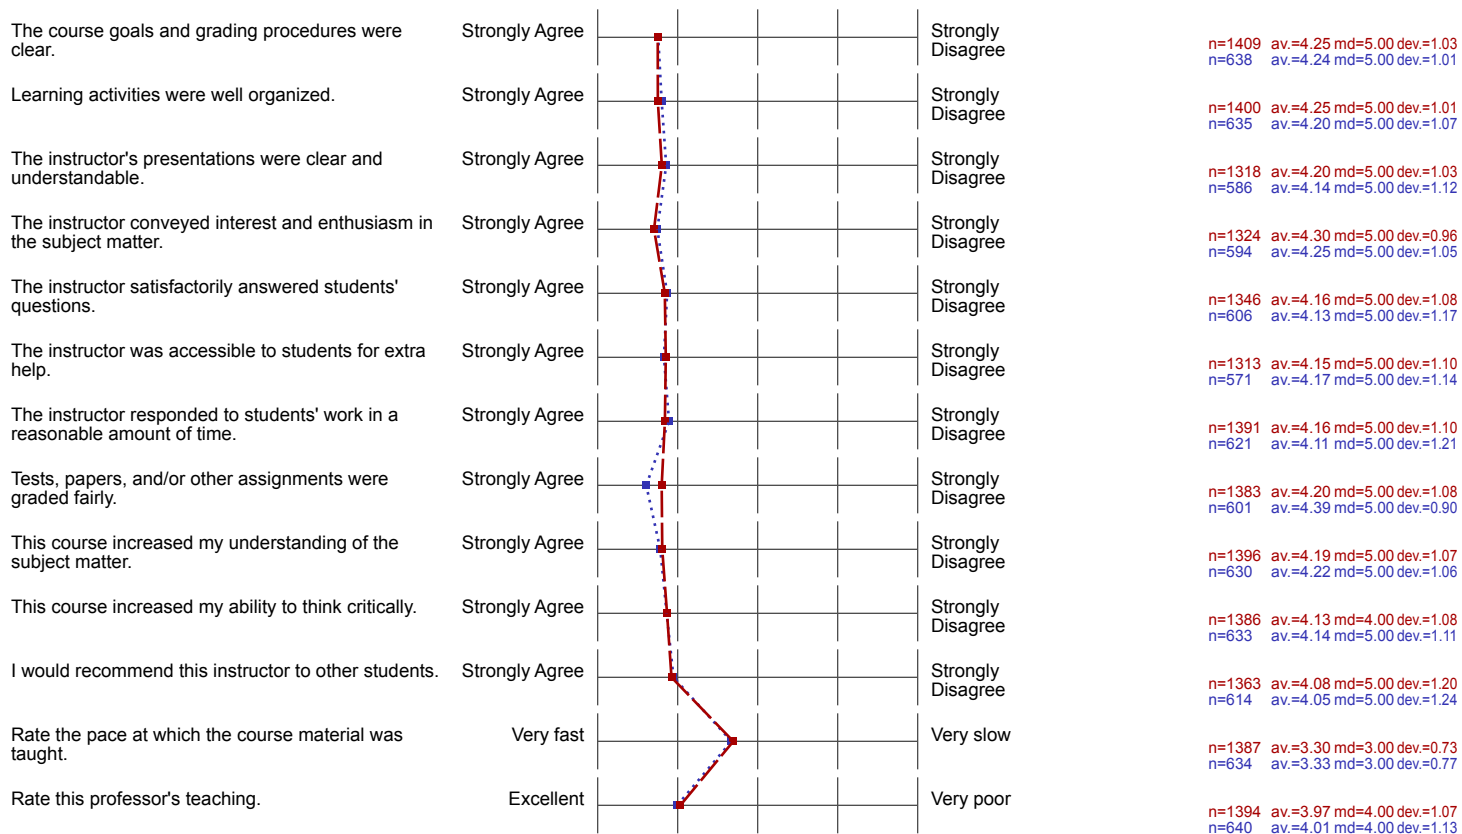 The course goals and grading procedures were
clear.
Strongly Agree
Strongly
Disagree
n=1409 av.=4.25 md=5.00 dev.=1.03
n=638 av.=4.24 md=5.00 dev.=1.01
Learning activities were well organized.
Strongly Agree
Strongly
Disagree
n=1400 av.=4.25 md=5.00 dev.=1.01
n=635 av.=4.20 md=5.00 dev.=1.07
The instructor's presentations were clear and
understandable.
Strongly Agree
Strongly
Disagree
n=1318 av.=4.20 md=5.00 dev.=1.03
n=586 av.=4.14 md=5.00 dev.=1.12
The instructor conveyed interest and enthusiasm in
the subject matter.
Strongly Agree
Strongly
Disagree
n=1324 av.=4.30 md=5.00 dev.=0.96
n=594 av.=4.25 md=5.00 dev.=1.05
The instructor satisfactorily answered students'
questions.
Strongly Agree
Strongly
Disagree
n=1346 av.=4.16 md=5.00 dev.=1.08
n=606 av.=4.13 md=5.00 dev.=1.17
The instructor was accessible to students for extra
help.
Strongly Agree
Strongly
Disagree
n=1313 av.=4.15 md=5.00 dev.=1.10
n=571 av.=4.17 md=5.00 dev.=1.14
The instructor responded to students' work in a
reasonable amount of time.
Strongly Agree
Strongly
Disagree
n=1391 av.=4.16 md=5.00 dev.=1.10
n=621 av.=4.11 md=5.00 dev.=1.21
Tests, papers, and/or other assignments were
graded fairly.
Strongly Agree
Strongly
Disagree
n=1383 av.=4.20 md=5.00 dev.=1.08
n=601 av.=4.39 md=5.00 dev.=0.90
This course increased my understanding of the
subject matter.
Strongly Agree
Strongly
Disagree
n=1396 av.=4.19 md=5.00 dev.=1.07
n=630 av.=4.22 md=5.00 dev.=1.06
This course increased my ability to think critically.
Strongly Agree
Strongly
Disagree
n=1386 av.=4.13 md=4.00 dev.=1.08
n=633 av.=4.14 md=5.00 dev.=1.11
I would recommend this instructor to other students.
Strongly Agree
Strongly
Disagree
n=1363 av.=4.08 md=5.00 dev.=1.20
n=614 av.=4.05 md=5.00 dev.=1.24
Rate the pace at which the course material was
taught.
Very fast
Very slow
n=1387 av.=3.30 md=3.00 dev.=0.73
n=634 av.=3.33 md=3.00 dev.=0.77
Rate this professor's teaching.
Excellent
Very poor
n=1394 av.=3.97 md=4.00 dev.=1.07
n=640 av.=4.01 md=4.00 dev.=1.13